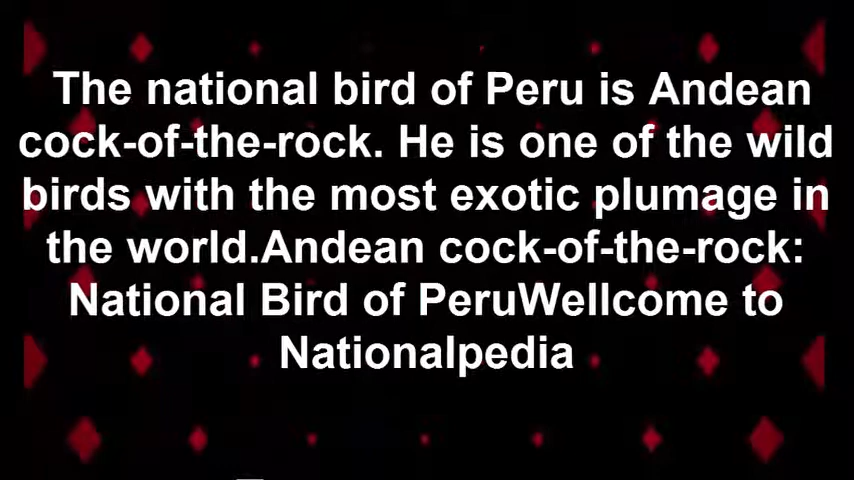 The national bird of Peru is Andean
cock-of-the-rock. He is one of the wild
birds with the most exotic plumage in
the world.Andean cock-of-the-rock:
National Bird of PeruWellcome to
Nationalpedia